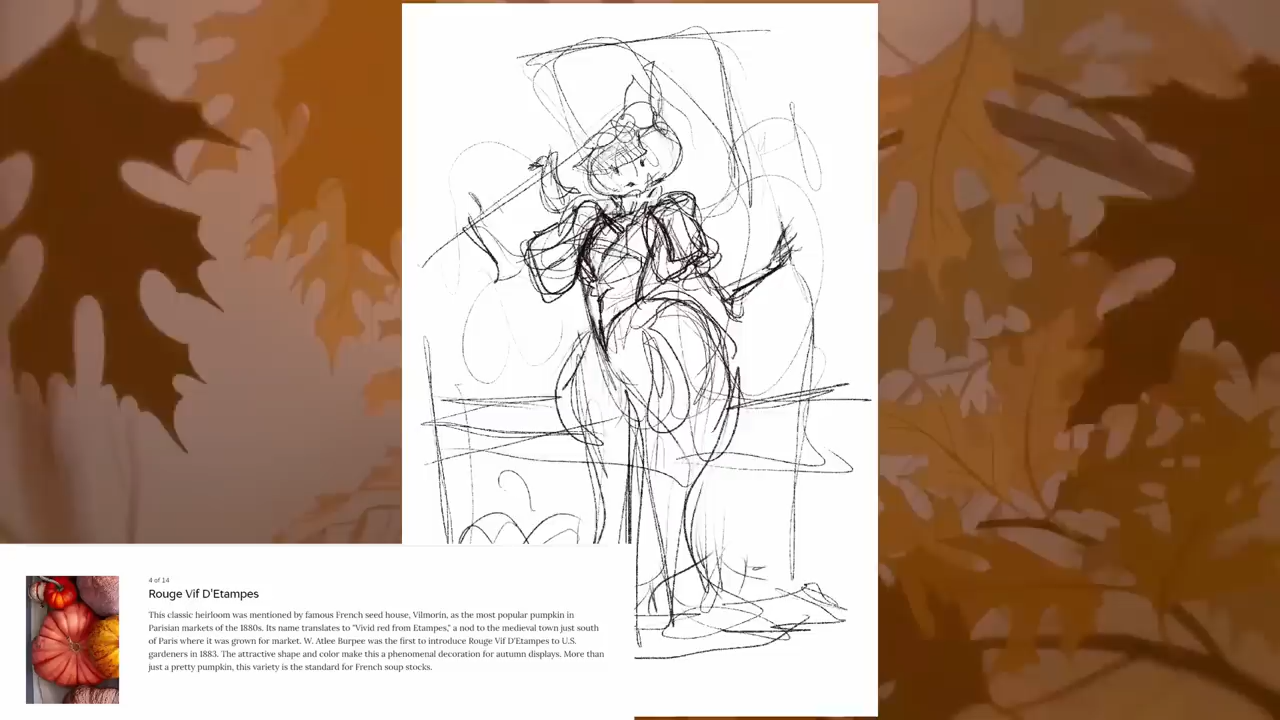 4 of 14
Rouge Vif D'Etampes
This classic heirloom was mentioned by famous French seed house, Vilmorin, as the most popular pumpkin in
Parisian markets of the 1880s. Its name translates to "Vivid red from Etampes," a nod to the medieval town just south
of Paris where it was grown for market. W. Atlee Burpee was the first to introduce Rouge Vif D'Etampes to U.S.
gardeners in 1883. The attractive shape and color make this a phenomenal decoration for autumn displays. More than
just a pretty pumpkin, this variety is the standard for French soup stocks.